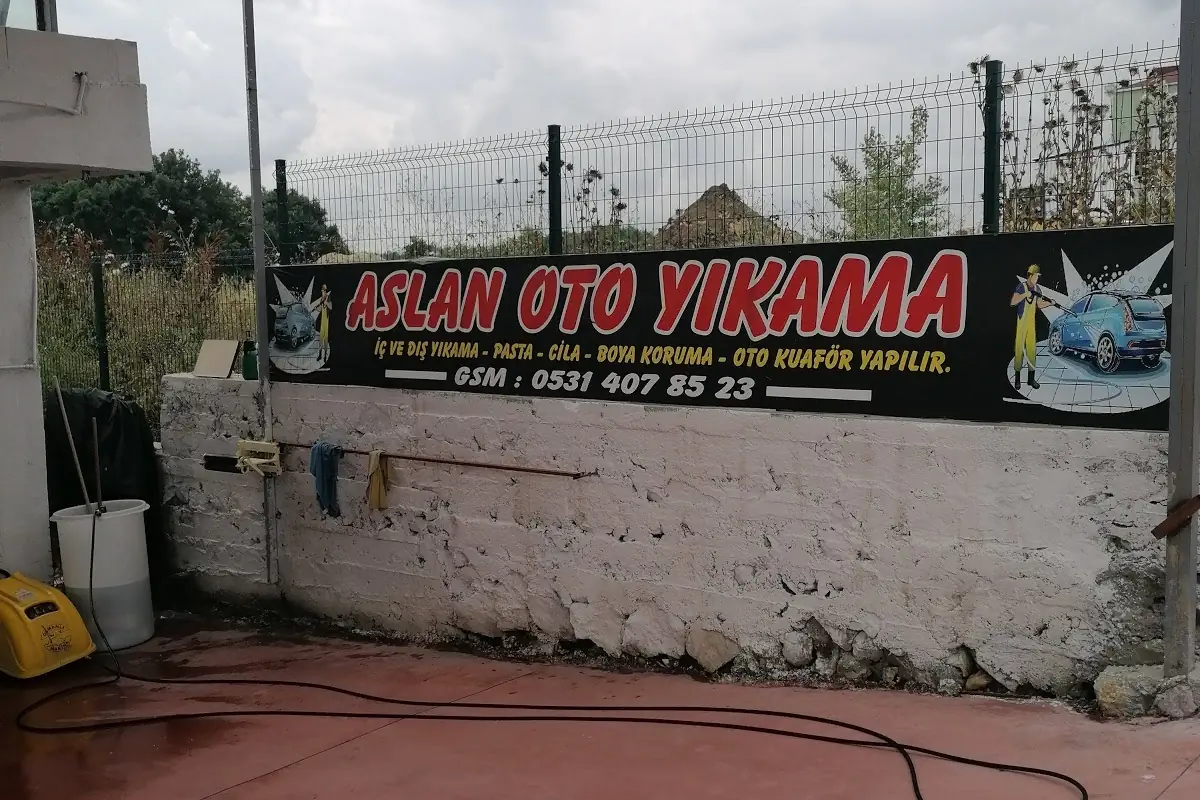 ASLAN OTO YIKAMA
İÇ VE DIŞ YIKAMA - PASTA - CİLA - BOYA KORUMA - OTO KUAFÖR YAPILIR.
GSM : 0531 407 85 23